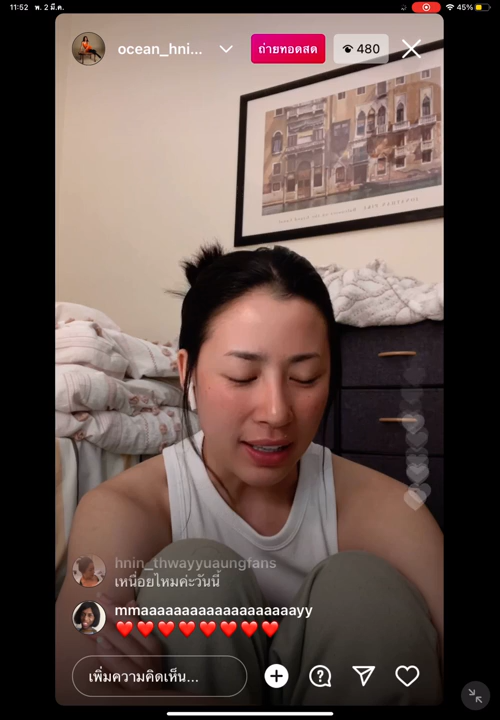 11:52 พ. 2 มี.ค. 45%
ocean_hni... ถ่ายทอดสด 480
hnin_thwayyuaungfans
เหนื่อยไหมค่ะวันนี้
mmaaaaaaaaaaaaaaaaaaayy
❤️❤️❤️❤️❤️❤️❤️❤️
เพิ่มความคิดเห็น...